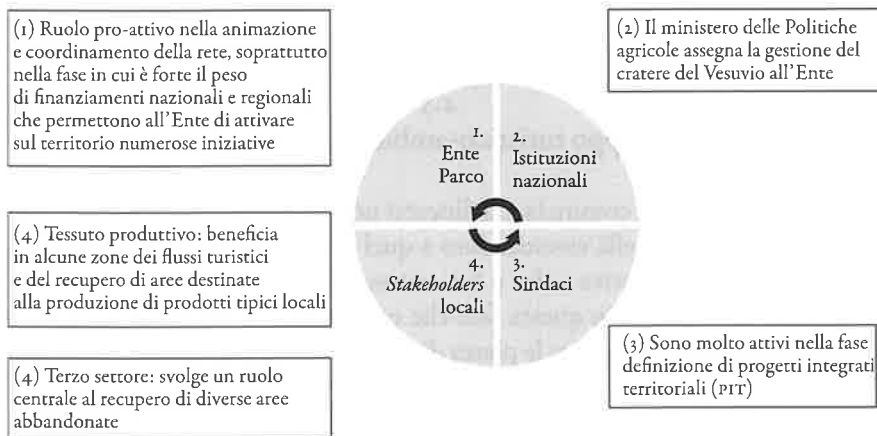 (1) Ruolo pro-attivo nella animazione
e coordinamento della rete, soprattutto
nella fase in cui è forte il peso
di finanziamenti nazionali e regionali
che permettono all'Ente di attivare
sul territorio numerose iniziative
(2) Il ministero delle Politiche
agricole assegna la gestione del
cratere del Vesuvio all'Ente
1.
Ente
Parco
2.
Istituzioni
nazionali
4.
Stakeholders
locali
3.
Sindaci
(4) Tessuto produttivo: beneficia
in alcune zone dei flussi turistici
e del recupero di aree destinate
alla produzione di prodotti tipici locali
(3) Sono molto attivi nella fase
definizione di progetti integrati
territoriali (PIT)
(4) Terzo settore: svolge un ruolo
centrale al recupero di diverse aree
abbandonate